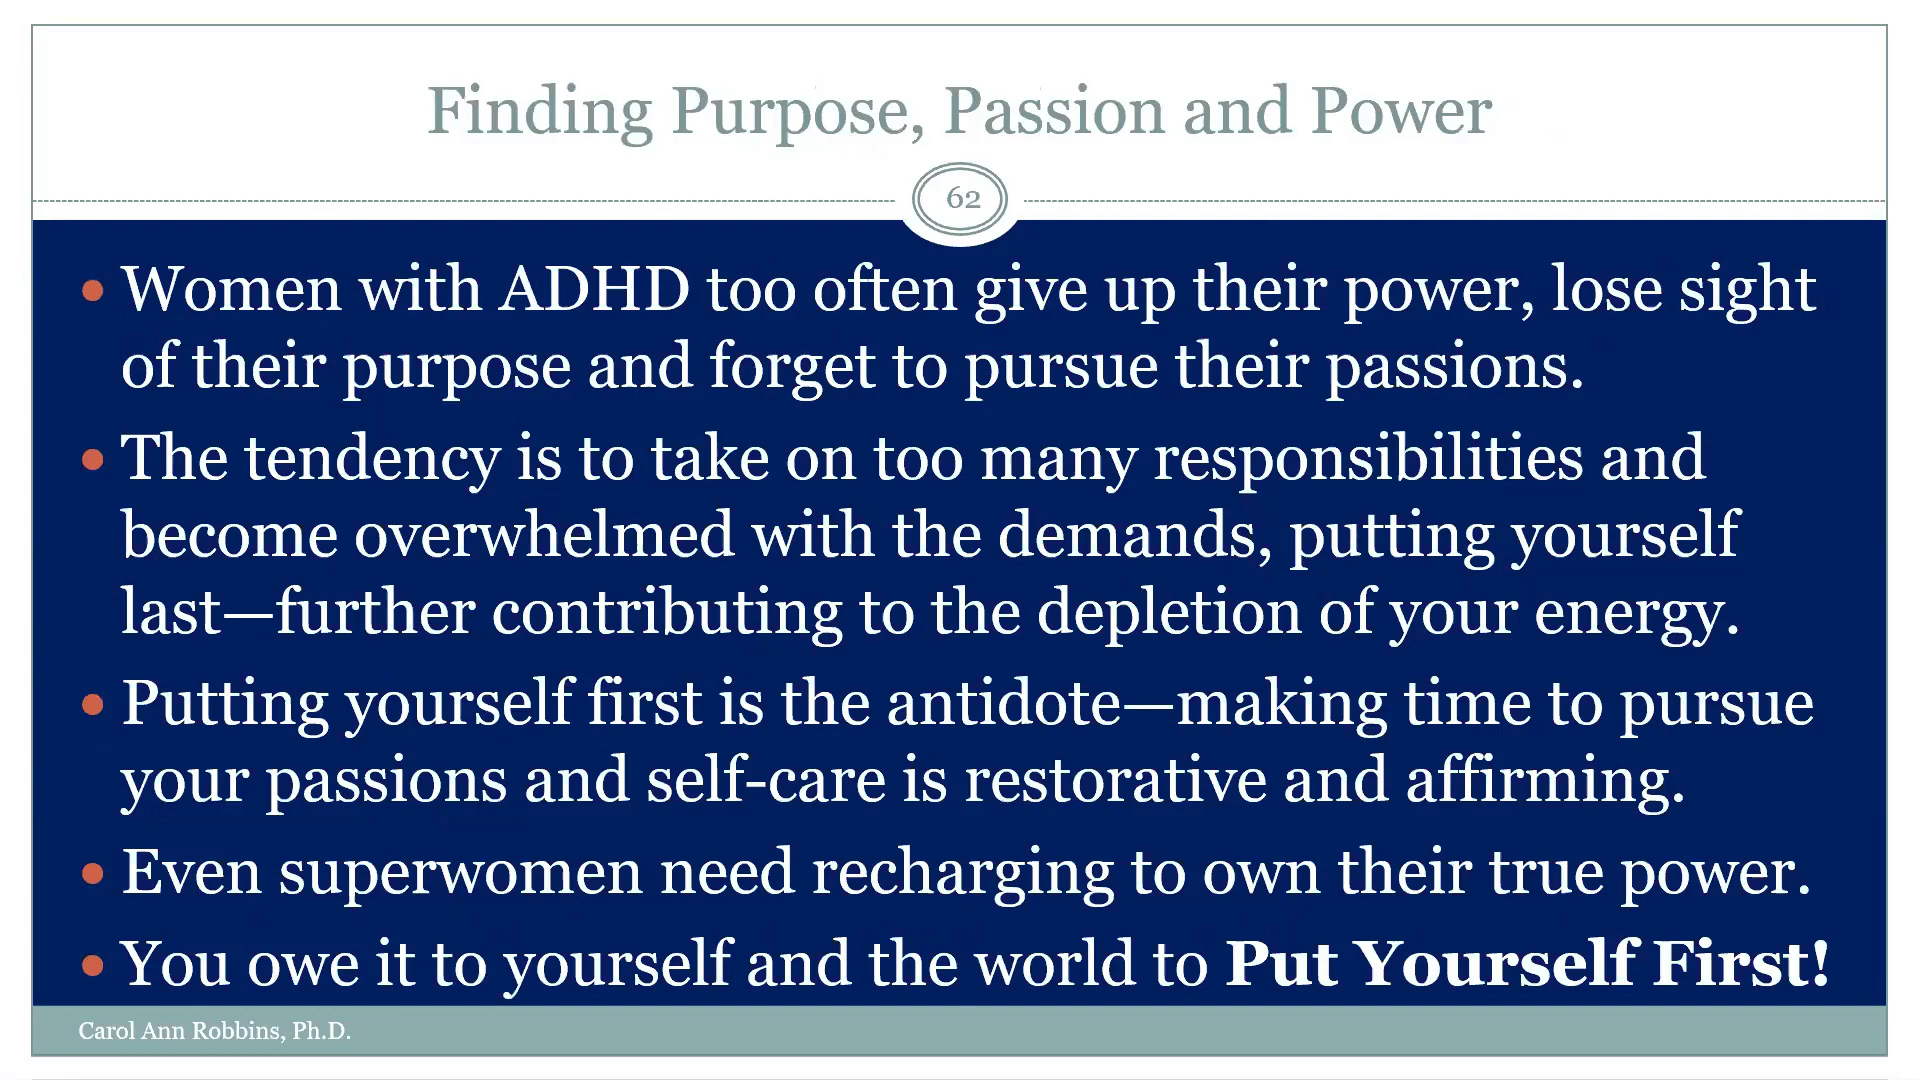 Finding Purpose, Passion and Power
62
• Women with ADHD too often give up their power, lose sight
of their purpose and forget to pursue their passions.
• The tendency is to take on too many responsibilities and
become overwhelmed with the demands, putting yourself
last—further contributing to the depletion of your energy.
• Putting yourself first is the antidote—making time to pursue
your passions and self-care is restorative and affirming.
• Even superwomen need recharging to own their true power.
• You owe it to yourself and the world to Put Yourself First!
Carol Ann Robbins, Ph.D.